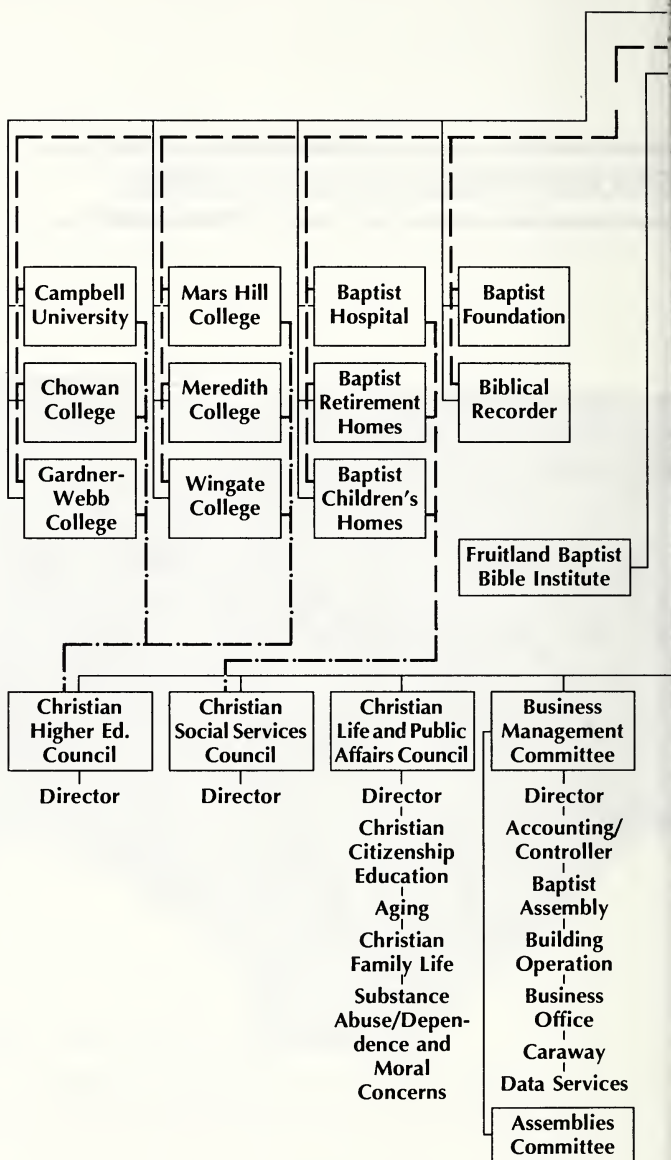 Campbell
University
Mars Hill
College
Baptist
Hospital
Baptist
Foundation
Chowan
College
Meredith
College
Baptist
Retirement
Homes
Biblical
Recorder
Gardner-
Webb
College
Wingate
College
Baptist
Children's
Homes
Fruitland Baptist
Bible Institute
Christian
Higher Ed.
Council
Director
Christian
Social Services
Council
Director
Christian
Life and Public
Affairs Council
Director
Christian
Citizenship
Education
Aging
Christian
Family Life
Substance
Abuse/Depen-
dence and
Moral
Concerns
Business
Management
Committee
Director
Accounting/
Controller
Baptist
Assembly
Building
Operation
Business
Office
Caraway
Data Services
Assemblies
Committee